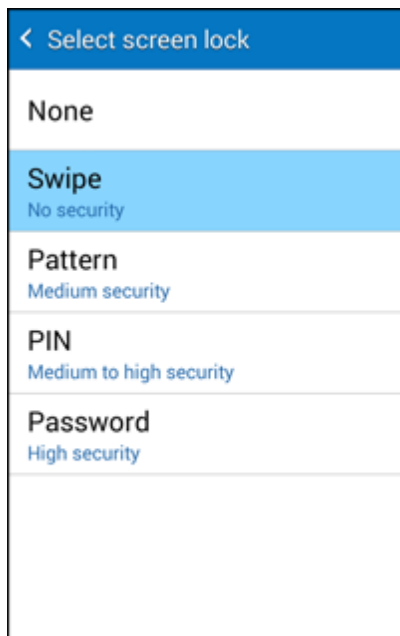 Select screen lock
None
Swipe
No security
Pattern
Medium security
PIN
Medium to high security
Password
High security